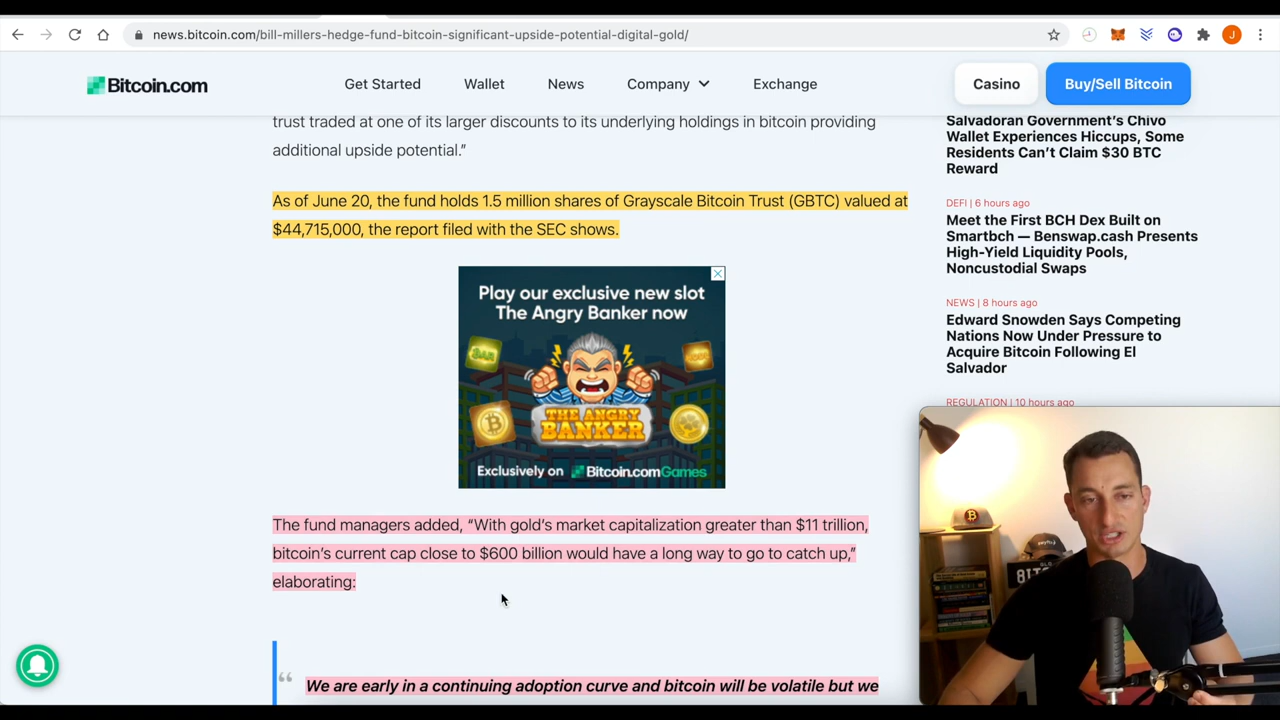 news.bitcoin.com/bill-millers-hedge-fund-bitcoin-significant-upside-potential-digital-gold/
J
Bitcoin.com
Get Started
Wallet
News
Company
Exchange
Casino
Buy/Sell Bitcoin
trust traded at one of its larger discounts to its underlying holdings in bitcoin providing
additional upside potential.”
As of June 20, the fund holds 1.5 million shares of Grayscale Bitcoin Trust (GBTC) valued at
$44,715,000, the report filed with the SEC shows.
Play our exclusive new slot
The Angry Banker now
BAR
THE ANGRY
BANKER
Exclusively on Bitcoin.com Games
The fund managers added, “With gold’s market capitalization greater than $11 trillion,
bitcoin’s current cap close to $600 billion would have a long way to go to catch up,”
elaborating:
“ We are early in a continuing adoption curve and bitcoin will be volatile but we
Salvadoran Government’s Chivo
Wallet Experiences Hiccups, Some
Residents Can’t Claim $30 BTC
Reward
DEFI | 6 hours ago
Meet the First BCH Dex Built on
Smartbch — Benswap.cash Presents
High-Yield Liquidity Pools,
Noncustodial Swaps
NEWS | 8 hours ago
Edward Snowden Says Competing
Nations Now Under Pressure to
Acquire Bitcoin Following El
Salvador
REGULATION | 10 hours ago